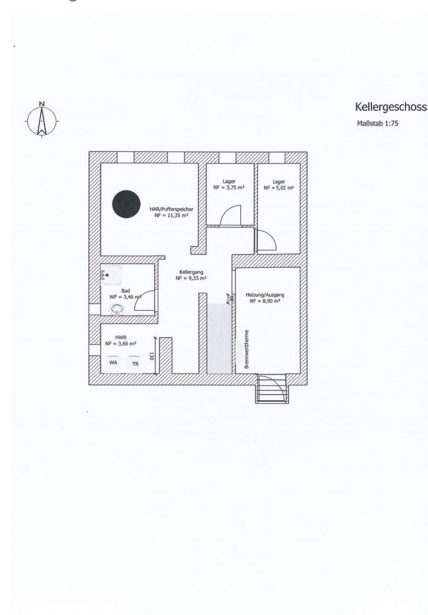 N
Kellergeschoss
Maßstab 1:75
Lager
NF = 3,75 m²
Lager
NF = 5,02 m²
HAR/Pufferspeicher
NF = 11,35 m²
Kellergang
NF = 9,33 m²
Bad
WF = 3,46 m²
Heizung/Ausgang
NF = 8,90 m²
HWR
NF = 3,66 m²
WA
TR
130
Brennwerttherme